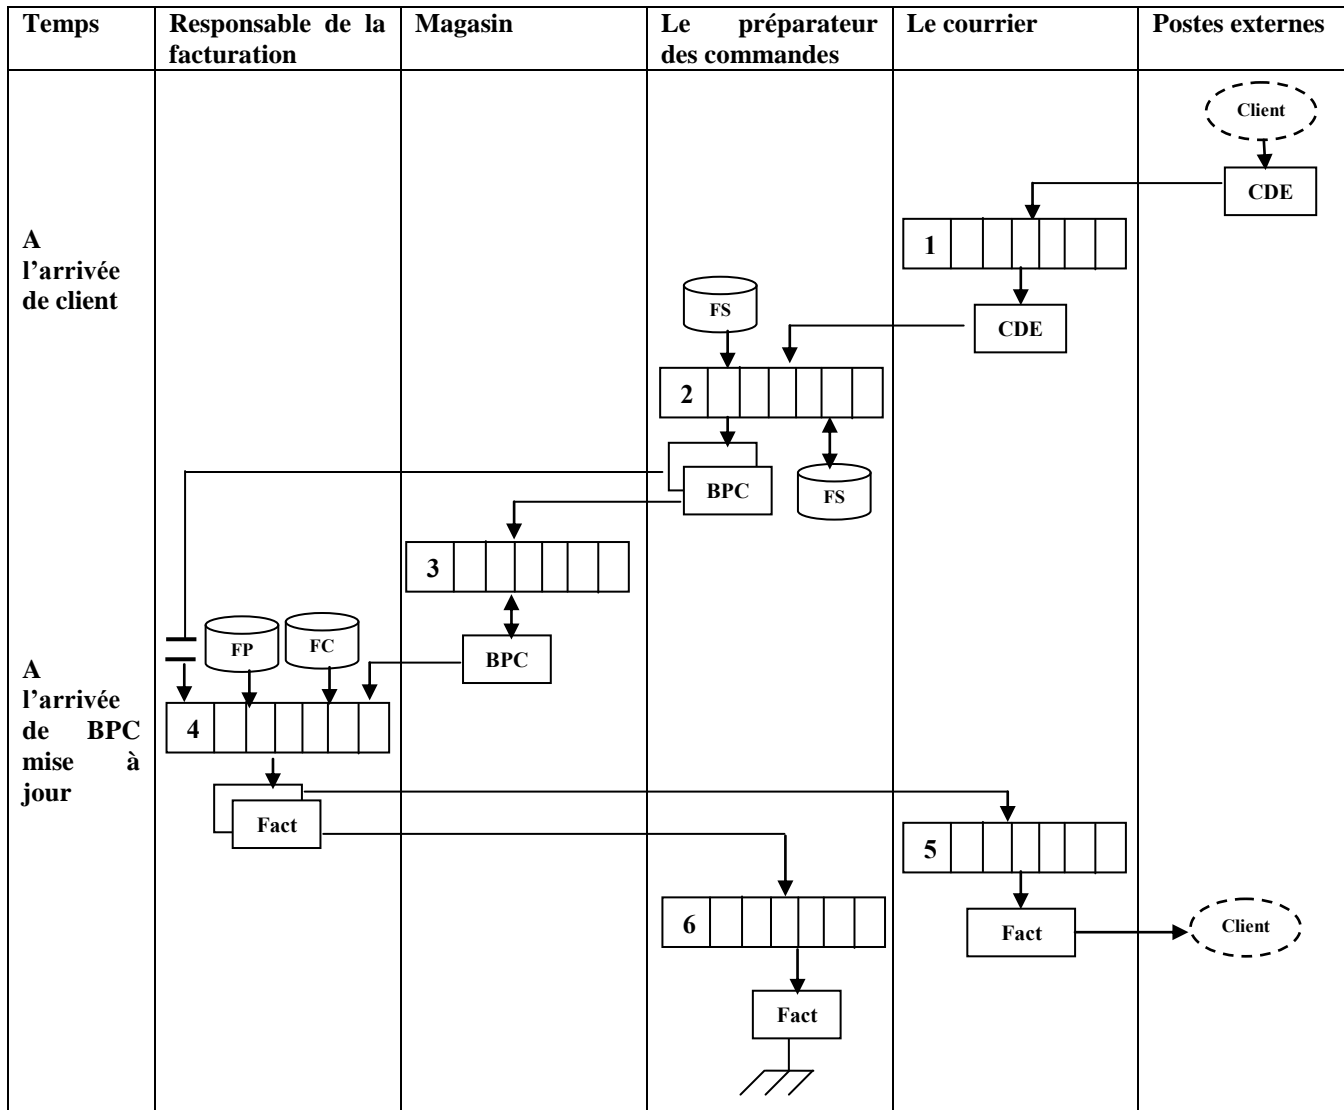 Temps
Responsable de la
facturation
Magasin
Le préparateur
des commandes
Le courrier
Postes externes
Client
CDE
A
l’arrivée
de client
1
FS
CDE
2
BPC
FS
3
FP
FC
BPC
A
l’arrivée
de BPC
mise à
jour
4
Fact
5
6
Fact
Client
Fact